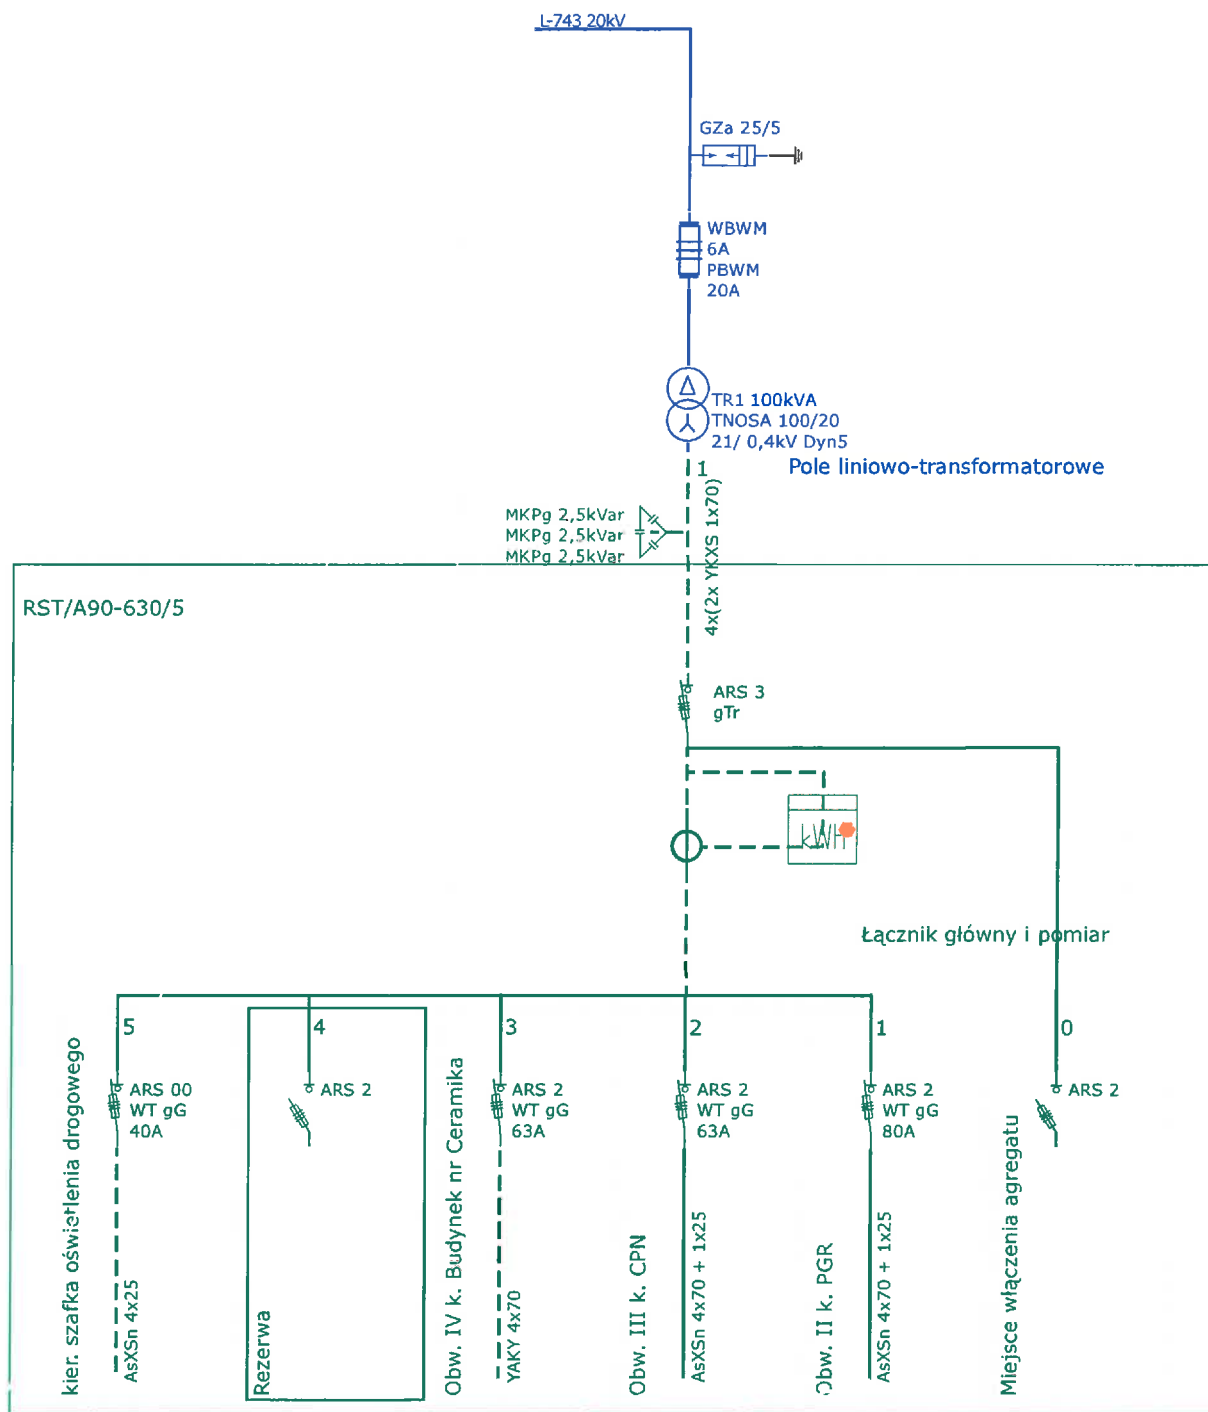 L-743 20kV
GZa 25/5
WBWM
6A
PBWM
20A
TR1 100kVA
TNOSA 100/20
21/ 0,4kV Dyn5
Pole liniowo-transformatorowe
1
4x(2x YKXS 1x70)
MKPg 2,5kVar
MKPg 2,5kVar
MKPg 2,5kVar
RST/A90-630/5
ARS 3
gTr
kWH
Łącznik główny i pomiar
5
ARS 00
WT gG
40A
kier. szafka oświetlenia drogowego
AsXSn 4x25
4
ARS 2
Rezerwa
3
ARS 2
WT gG
63A
Obw. IV k. Budynek nr Ceramika
YAKY 4x70
2
ARS 2
WT gG
63A
Obw. III k. CPN
AsXSn 4x70 + 1x25
1
ARS 2
WT gG
80A
Obw. II k. PGR
AsXSn 4x70 + 1x25
0
ARS 2
Miejsce włączenia agregatu